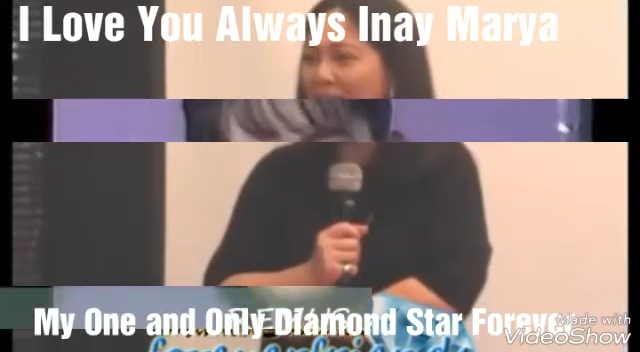 I Love You Always Inay Marya
My One and Only Diamond Star Forever
Made with
VideoShow